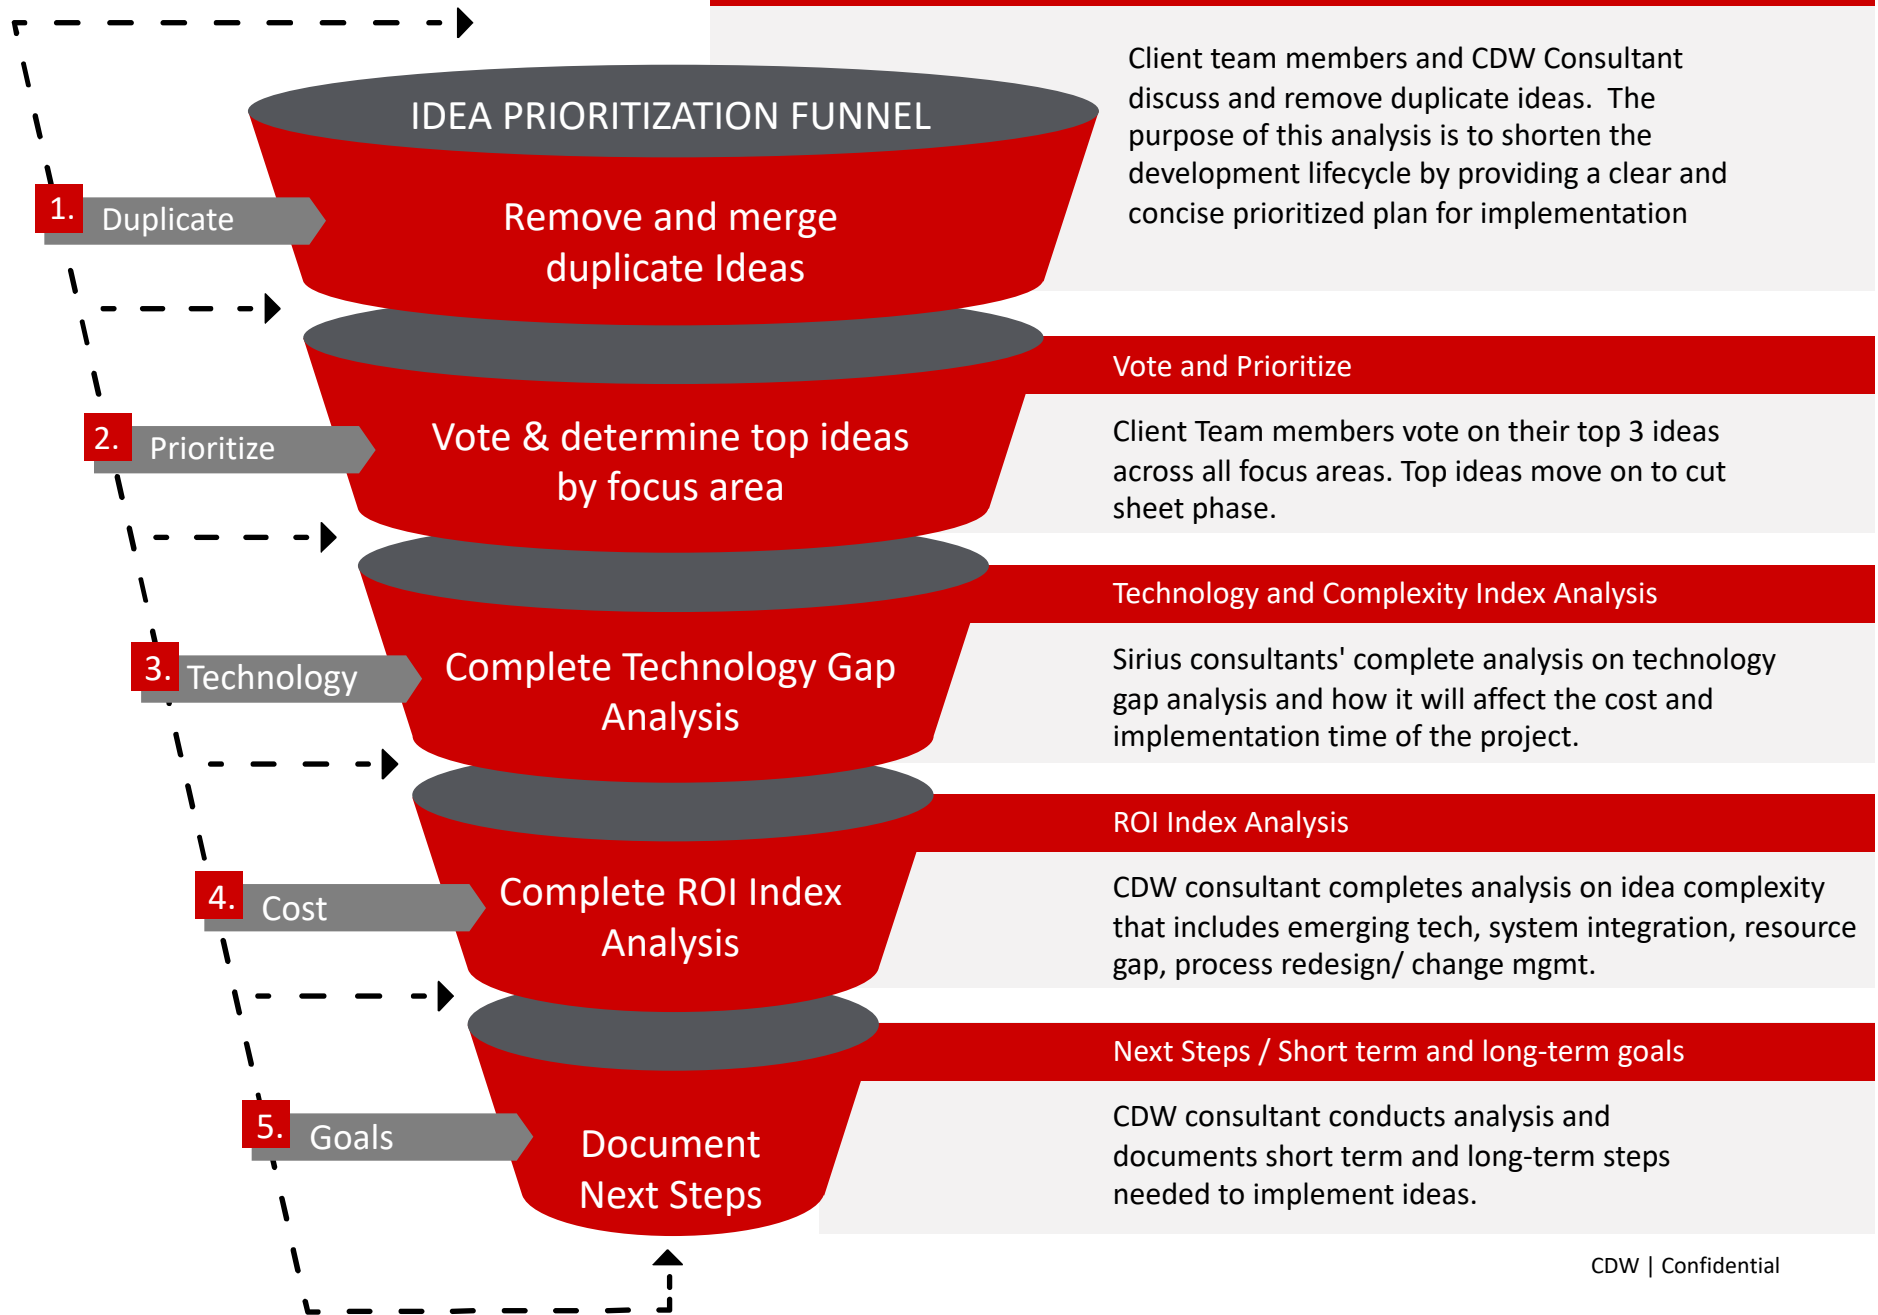 IDEA PRIORITIZATION FUNNEL
Client team members and CDW Consultant
discuss and remove duplicate ideas.  The
purpose of this analysis is to shorten the
development lifecycle by providing a clear and
concise prioritized plan for implementation
1.
Duplicate
Remove and merge
duplicate Ideas
Vote and Prioritize
2.
Prioritize
Vote & determine top ideas
by focus area
Client Team members vote on their top 3 ideas
across all focus areas. Top ideas move on to cut
sheet phase.
Technology and Complexity Index Analysis
3.
Technology
Complete Technology Gap
Analysis
Sirius consultants' complete analysis on technology
gap analysis and how it will affect the cost and
implementation time of the project.
ROI Index Analysis
4.
Cost
Complete ROI Index
Analysis
CDW consultant completes analysis on idea complexity
that includes emerging tech, system integration, resource
gap, process redesign/ change mgmt.
Next Steps / Short term and long-term goals
5.
Goals
Document
Next Steps
CDW consultant conducts analysis and
documents short term and long-term steps
needed to implement ideas.
CDW | Confidential